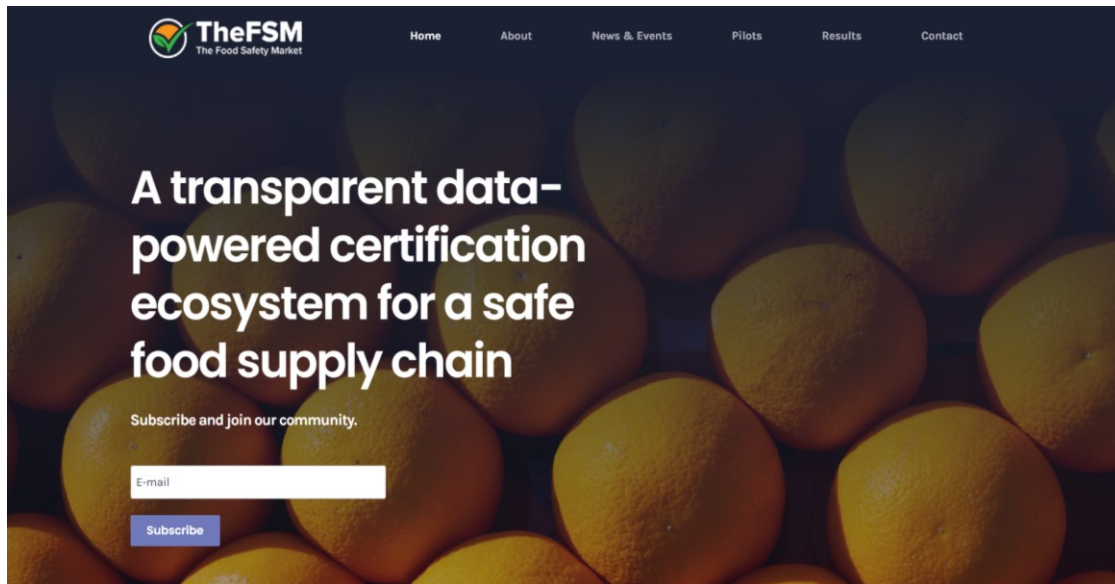 TheFSM
The Food Safety Market
Home
About
News & Events
Pilots
Results
Contact
A transparent data-
powered certification
ecosystem for a safe
food supply chain
Subscribe and join our community.
E-mail
Subscribe